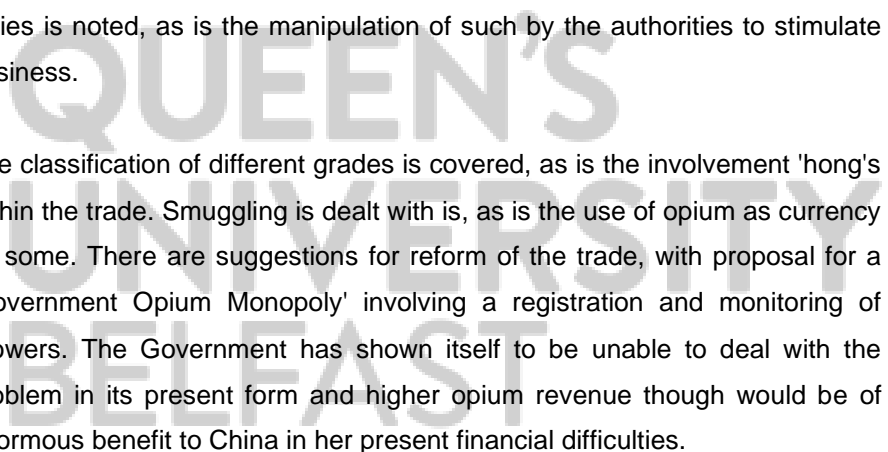 ies is noted, as is the manipulation of such by the authorities to stimulate
siness.
e classification of different grades is covered, as is the involvement 'hong's
hin the trade. Smuggling is dealt with is, as is the use of opium as currency
some. There are suggestions for reform of the trade, with proposal for a
overnment Opium Monopoly' involving a registration and monitoring of
owers. The Government has shown itself to be unable to deal with the
oblem in its present form and higher opium revenue though would be of
ormous benefit to China in her present financial difficulties.
QUEEN'S
UNIVERSITY
BELFAST